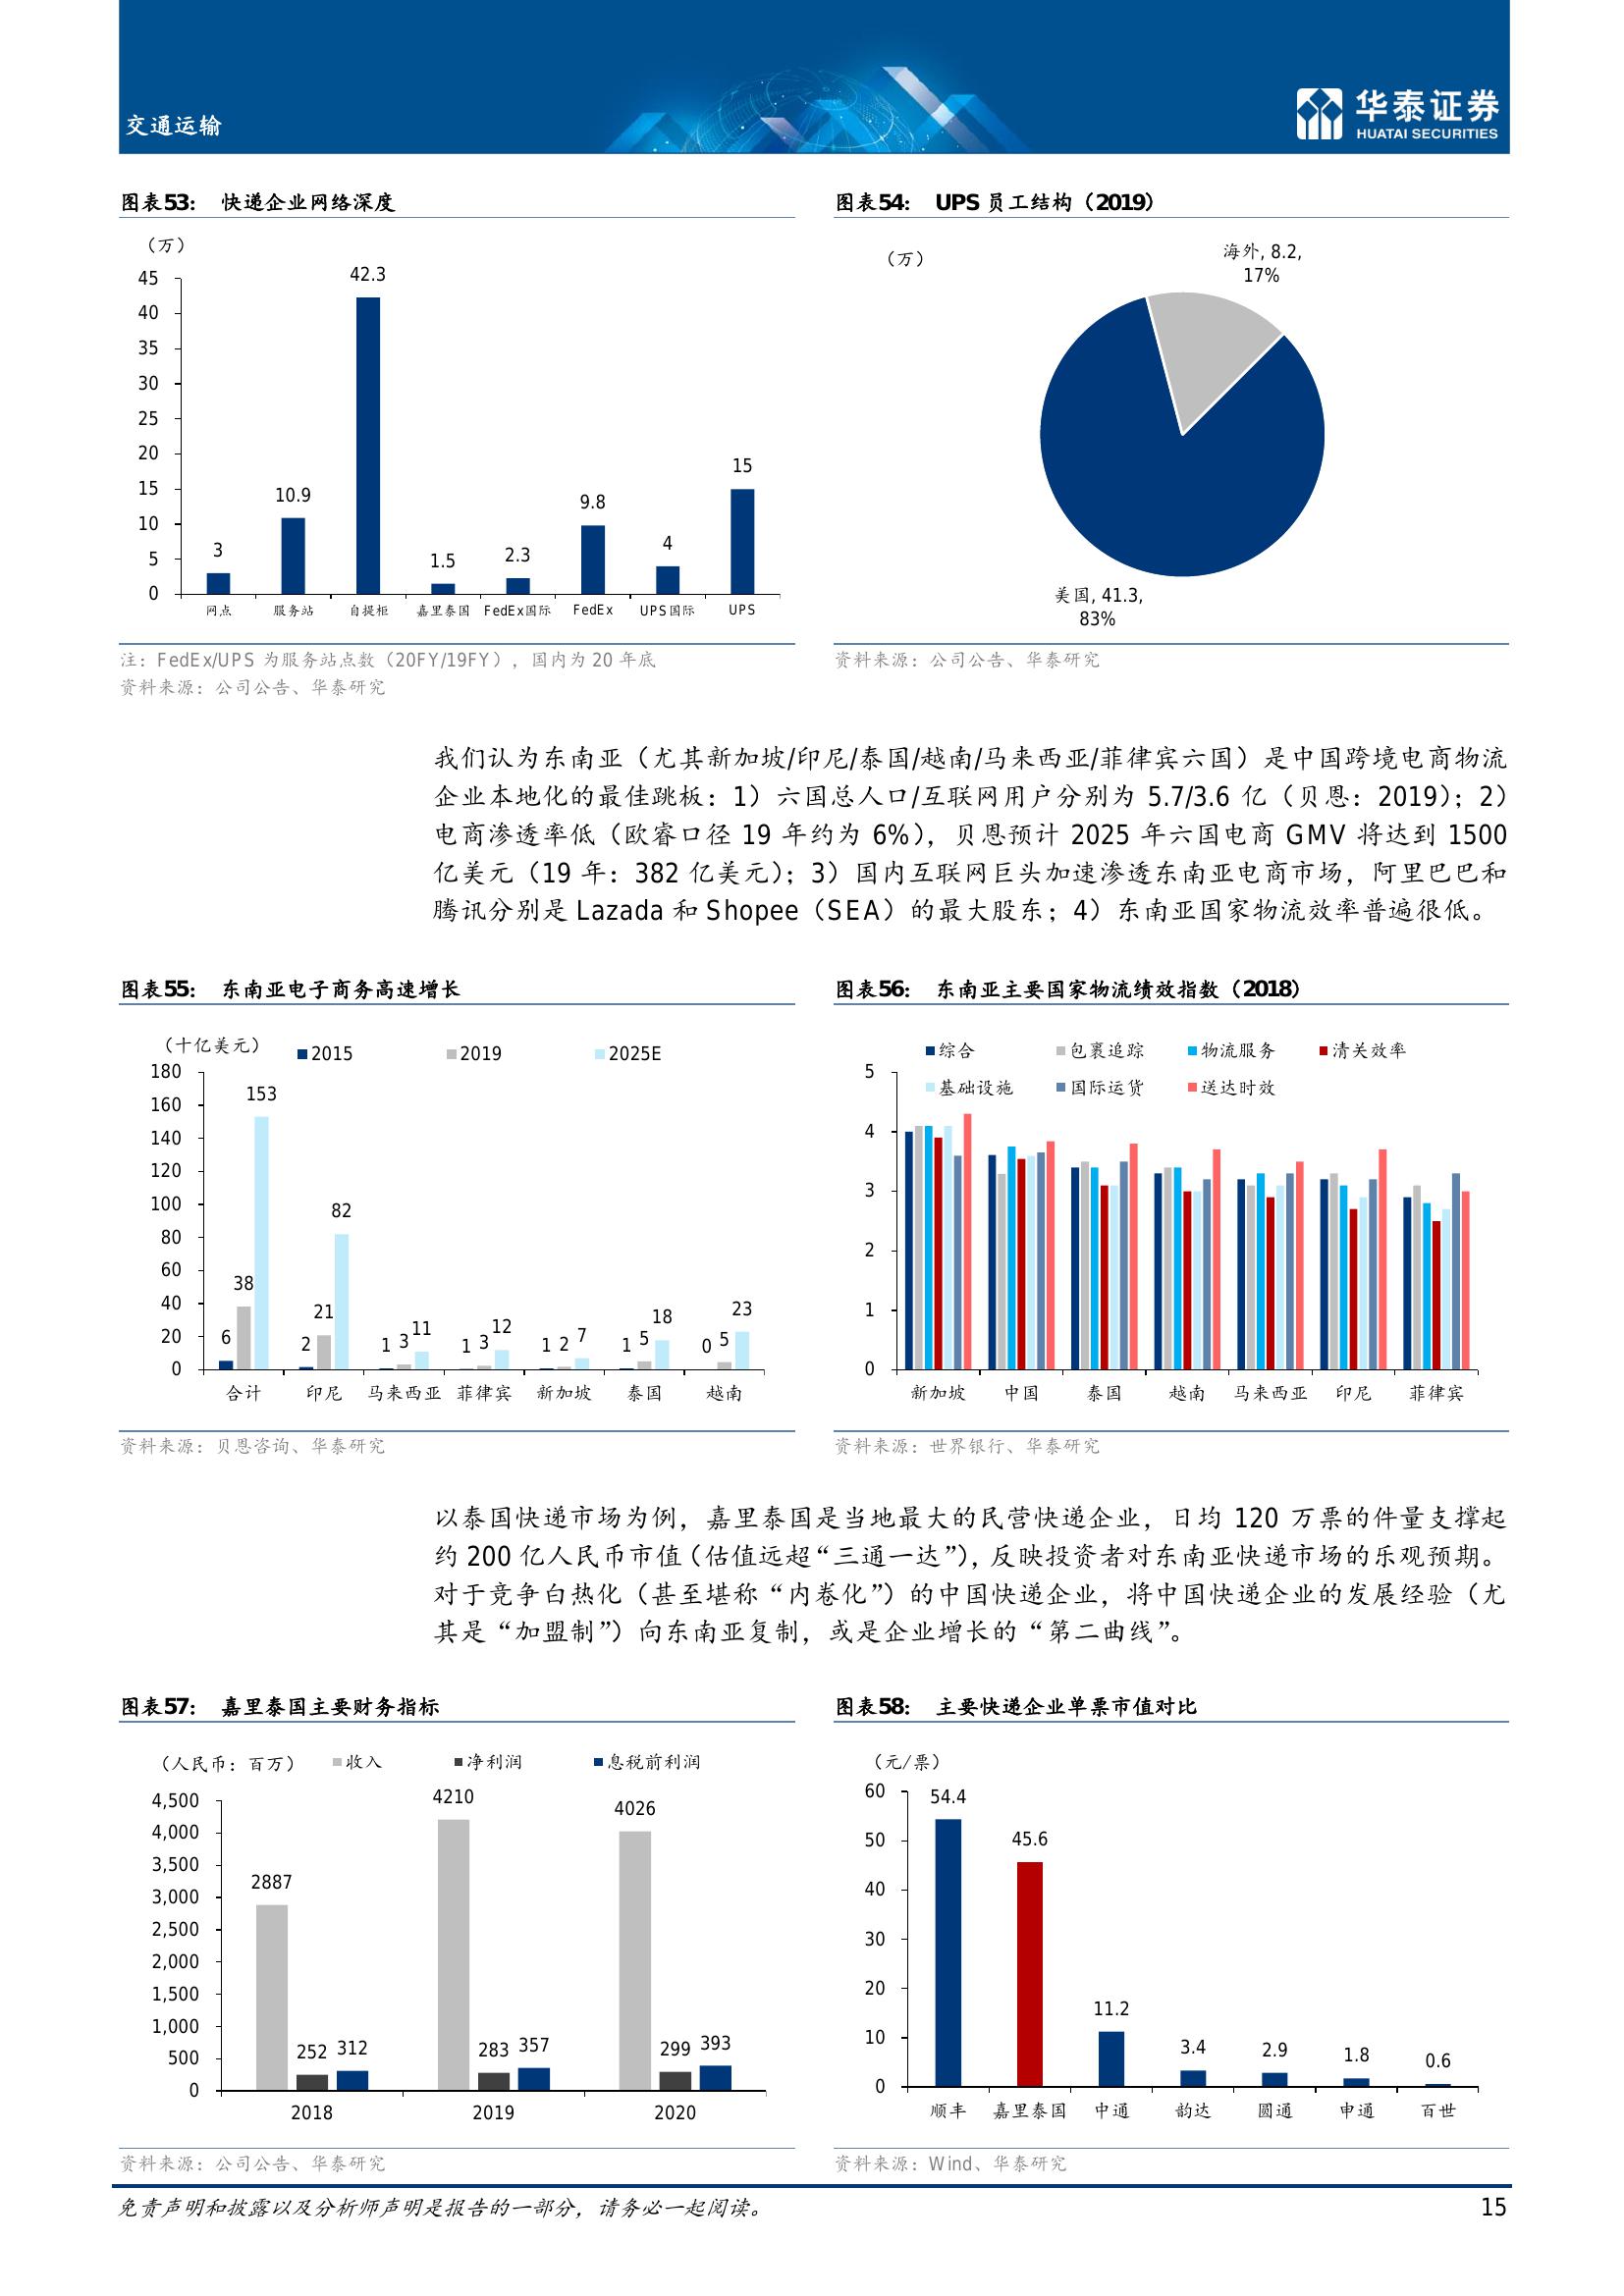 交通运输
华泰证券
HUATAI SECURITIES
图表53： 快递企业网络深度
（万）
45
40
35
30
25
20
15
10
5
0
3
10.9
42.3
1.5
2.3
9.8
4
15
网点 服务站 自提柜 嘉里泰国 FedEx国际 FedEx UPS国际 UPS
注：FedEx/UPS 为服务站点数（20FY/19FY），国内为 20 年底
资料来源：公司公告、华泰研究
图表54： UPS 员工结构（2019）
（万）
海外, 8.2,
17%
美国, 41.3,
83%
资料来源：公司公告、华泰研究
我们认为东南亚（尤其新加坡/印尼/泰国/越南/马来西亚/菲律宾六国）是中国跨境电商物流
企业本地化的最佳跳板：1）六国总人口/互联网用户分别为 5.7/3.6 亿（贝恩：2019）；2）
电商渗透率低（欧睿口径 19 年约为 6%），贝恩预计 2025 年六国电商 GMV 将达到 1500
亿美元（19 年：382 亿美元）；3）国内互联网巨头加速渗透东南亚电商市场，阿里巴巴和
腾讯分别是 Lazada 和 Shopee（SEA）的最大股东；4）东南亚国家物流效率普遍很低。
图表55： 东南亚电子商务高速增长
（十亿美元）
2015 2019 2025E
180
160
140
120
100
80
60
40
20
0
6 38 153
2 21 82
1 3 11
1 3 12
1 2 7
1 5 18
0 5 23
合计 印尼 马来西亚 菲律宾 新加坡 泰国 越南
资料来源：贝恩咨询、华泰研究
图表56： 东南亚主要国家物流绩效指数（2018）
综合 包裹追踪 物流服务 清关效率
基础设施 国际运货 送达时效
5
4
3
2
1
0
新加坡 中国 泰国 越南 马来西亚 印尼 菲律宾
资料来源：世界银行、华泰研究
以泰国快递市场为例，嘉里泰国是当地最大的民营快递企业，日均 120 万票的件量支撑起
约 200 亿人民币市值（估值远超“三通一达”），反映投资者对东南亚快递市场的乐观预期。
对于竞争白热化（甚至堪称“内卷化”）的中国快递企业，将中国快递企业的发展经验（尤
其是“加盟制”）向东南亚复制，或是企业增长的“第二曲线”。
图表57： 嘉里泰国主要财务指标
（人民币：百万）
收入 净利润 息税前利润
4,500
4,000
3,500
3,000
2,500
2,000
1,500
1,000
500
0
2887 252 312
4210 283 357
4026 299 393
2018 2019 2020
资料来源：公司公告、华泰研究
图表58： 主要快递企业单票市值对比
（元/票）
60
50
40
30
20
10
0
54.4
45.6
11.2
3.4
2.9
1.8
0.6
顺丰 嘉里泰国 中通 韵达 圆通 申通 百世
资料来源：Wind、华泰研究
免责声明和披露以及分析师声明是报告的一部分，请务必一起阅读。
15